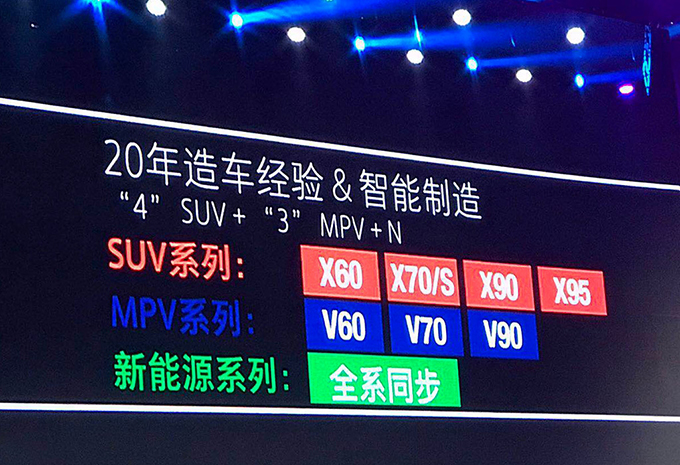 20年造车经验 & 智能制造
“4” SUV + “3” MPV + N
SUV系列： X60 X70/S X90 X95
MPV系列： V60 V70 V90
新能源系列： 全系同步